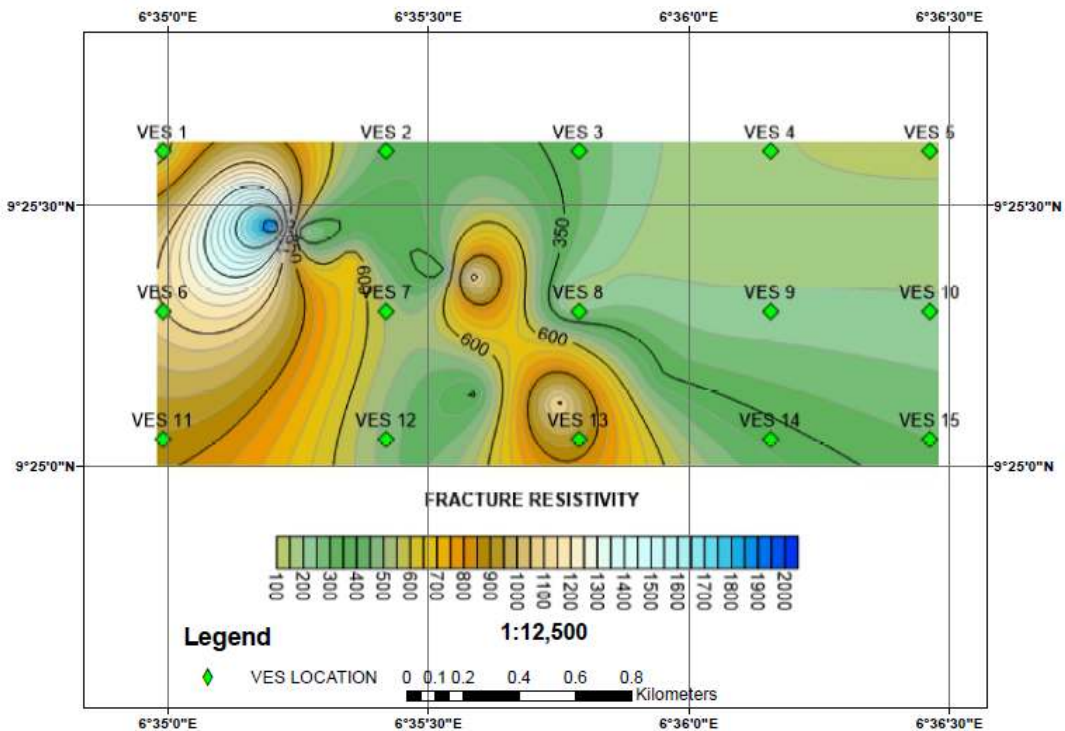 6°35'0"E 6°35'30"E 6°36'0"E 6°36'30"E
VES 1 VES 2 VES 3 VES 4 VES 5
9°25'30"N 9°25'30"N
350
600
VES 6 VES 7 VES 8 VES 9 VES 10
600 600
VES 11 VES 12 VES 13 VES 14 VES 15
9°25'0"N 9°25'0"N
FRACTURE RESISTIVITY
100 200 300 400 500 600 700 800 900 1000 1100 1200 1300 1400 1500 1600 1700 1800 1900 2000
Legend 1:12,500
VES LOCATION 0 0.1 0.2 0.4 0.6 0.8
Kilometers
6°35'0"E 6°35'30"E 6°36'0"E 6°36'30"E